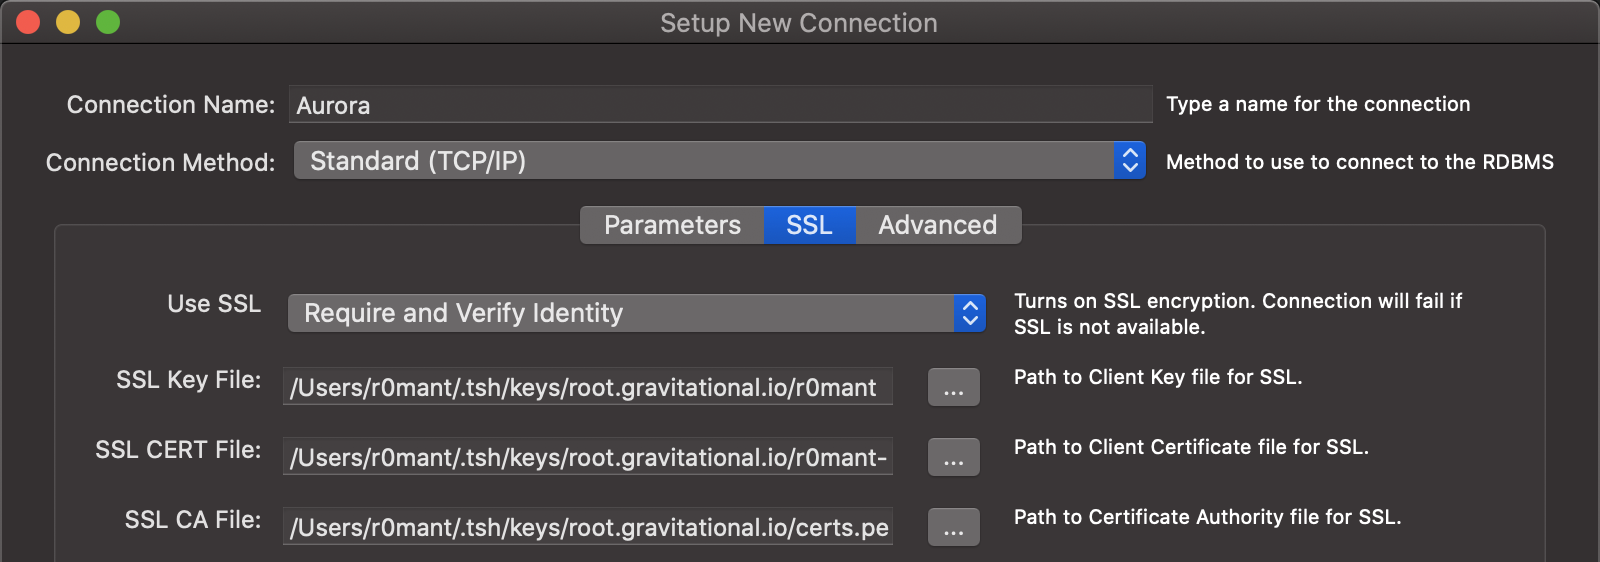 Setup New Connection
Connection Name: Aurora Type a name for the connection
Connection Method: Standard (TCP/IP) Method to use to connect to the RDBMS
Parameters SSL Advanced
Use SSL Require and Verify Identity Turns on SSL encryption. Connection will fail if
SSL is not available.
SSL Key File: /Users/r0mant/.tsh/keys/root.gravitational.io/r0mant ... Path to Client Key file for SSL.
SSL CERT File: /Users/r0mant/.tsh/keys/root.gravitational.io/r0mant- ... Path to Client Certificate file for SSL.
SSL CA File: /Users/r0mant/.tsh/keys/root.gravitational.io/certs.pe ... Path to Certificate Authority file for SSL.